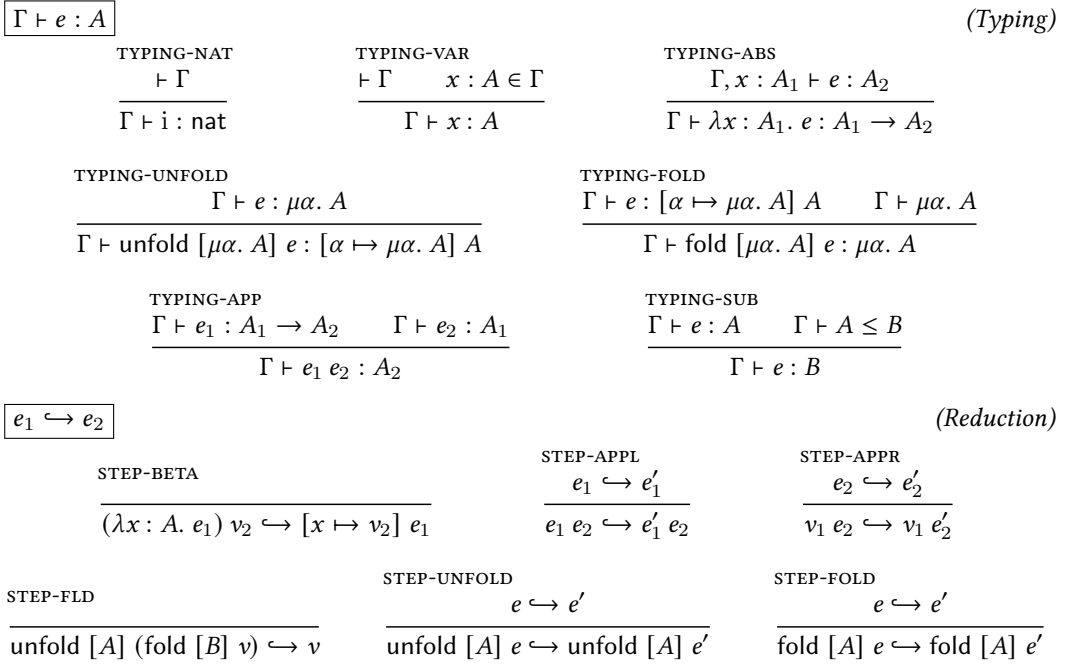 Γ ⊢ e : A (Typing)
TYPING-NAT TYPING-VAR TYPING-ABS
⊢ Γ ⊢ Γ x : A ∈ Γ Γ, x : A₁ ⊢ e : A₂
Γ ⊢ i : nat Γ ⊢ x : A Γ ⊢ λx : A₁. e : A₁ → A₂
TYPING-UNFOLD TYPING-FOLD
Γ ⊢ e : μα. A Γ ⊢ e : [α ↦ μα. A] A Γ ⊢ μα. A
Γ ⊢ unfold [μα. A] e : [α ↦ μα. A] A Γ ⊢ fold [μα. A] e : μα. A
TYPING-APP TYPING-SUB
Γ ⊢ e₁ : A₁ → A₂ Γ ⊢ e₂ : A₁ Γ ⊢ e : A Γ ⊢ A ≤ B
Γ ⊢ e₁ e₂ : A₂ Γ ⊢ e : B
e₁ ↪ e₂ (Reduction)
STEP-BETA STEP-APPL STEP-APPR
e₁ ↪ e₁′ e₂ ↪ e₂′
(λx : A. e₁) v₂ ↪ [x ↦ v₂] e₁ e₁ e₂ ↪ e₁′ e₂ v₁ e₂ ↪ v₁ e₂′
STEP-FLD STEP-UNFOLD STEP-FOLD
e ↪ e′ e ↪ e′
unfold [A] (fold [B] v) ↪ v unfold [A] e ↪ unfold [A] e′ fold [A] e ↪ fold [A] e′